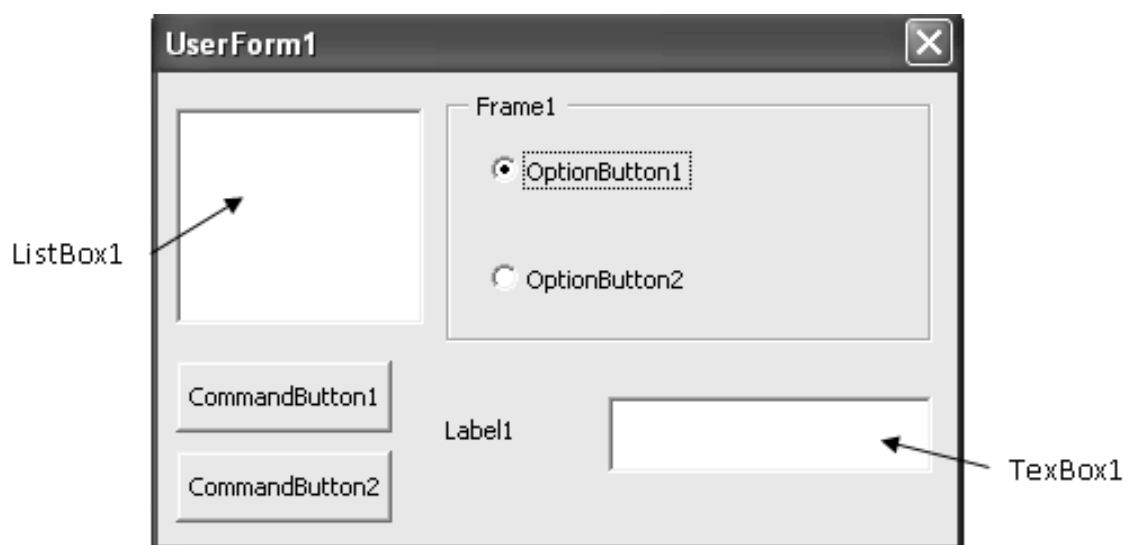 UserForm1
Frame1
OptionButton1
ListBox1
OptionButton2
CommandButton1
Label1
CommandButton2
TexBox1